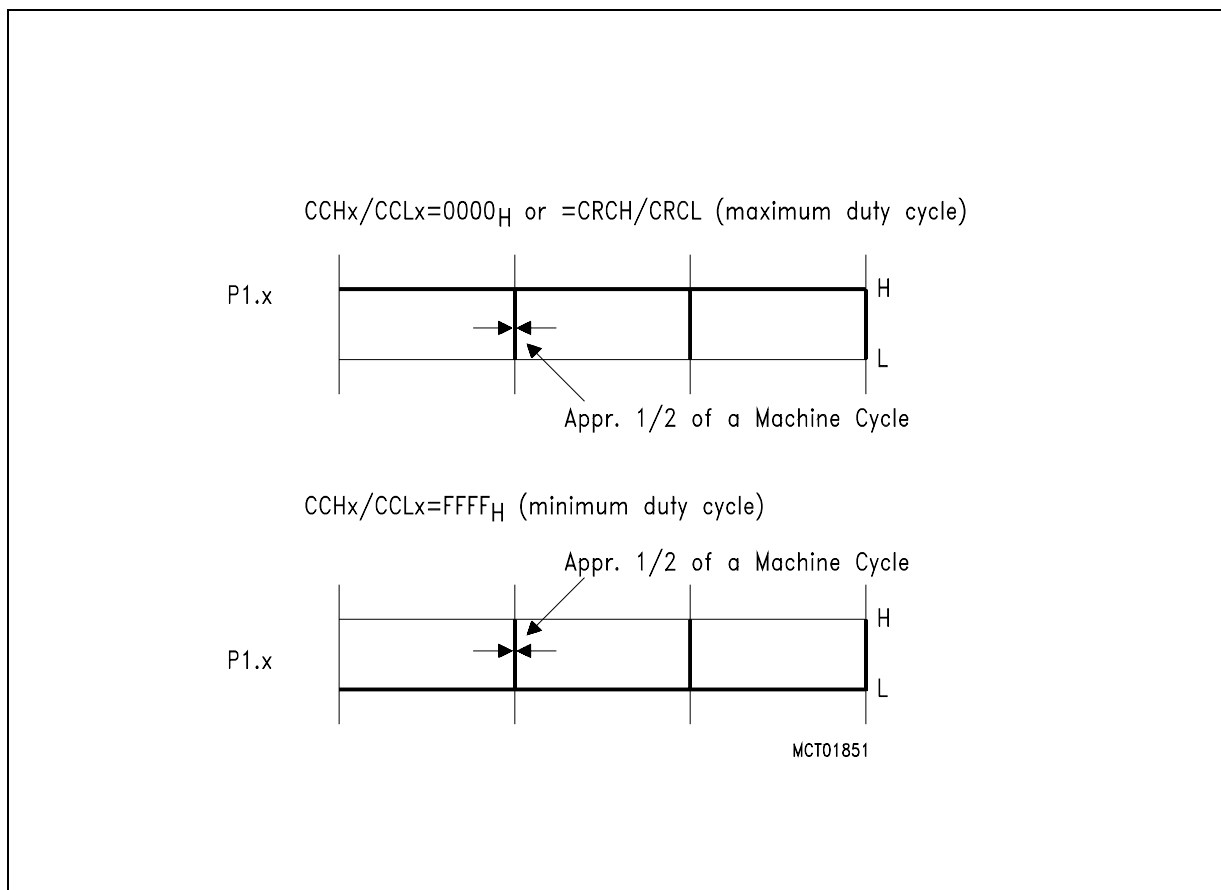 CCHx/CCLx=0000H or =CRCH/CRCL (maximum duty cycle)
H
P1.x
L
Appr. 1/2 of a Machine Cycle
CCHx/CCLx=FFFFH (minimum duty cycle)
Appr. 1/2 of a Machine Cycle
H
P1.x
L
MCT01851